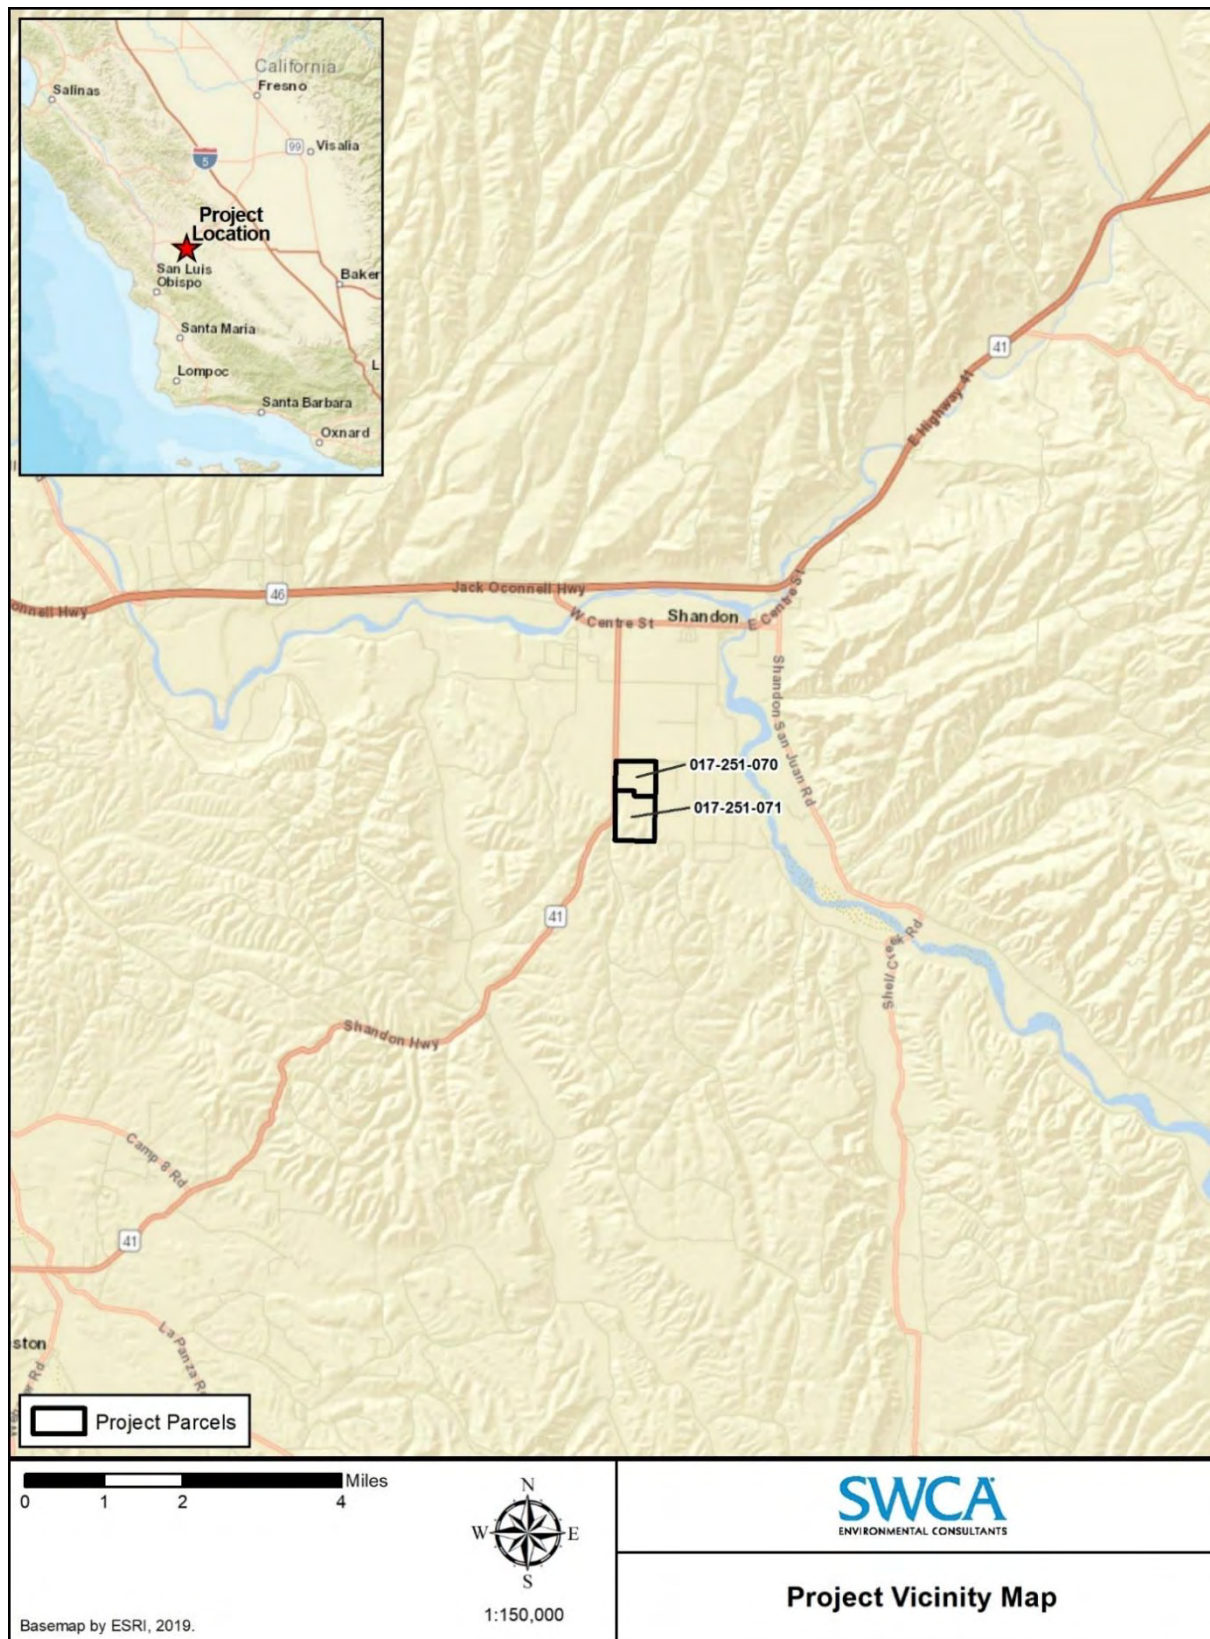 California
Salinas
Fresno
99
Visalia
5
Project
Location
San Luis
Obispo
Baker
Santa Maria
L
Lompoc
Santa Barbara
Oxnard
41
E Highway 41
Jack Oconnell Hwy
46
onnell Hwy
W Centre St
Shandon
E Centre St
Shandon San Juan Rd
017-251-070
017-251-071
41
Shell Creek Rd
Shandon Hwy
Camp 8 Rd
41
ston
La Panza R
er Rd
Project Parcels
Miles
0 1 2 4
N
W E
S
1:150,000
Basemap by ESRI, 2019.
SWCA
ENVIRONMENTAL CONSULTANTS
Project Vicinity Map